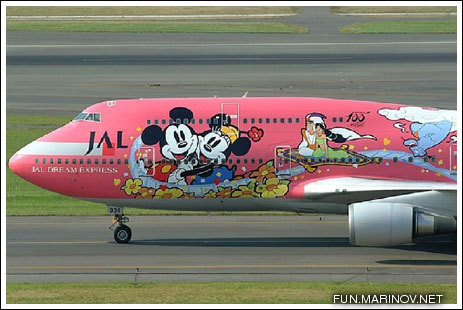 100
JAL
JAL DREAM EXPRESS
FUN.MARINOV.NET